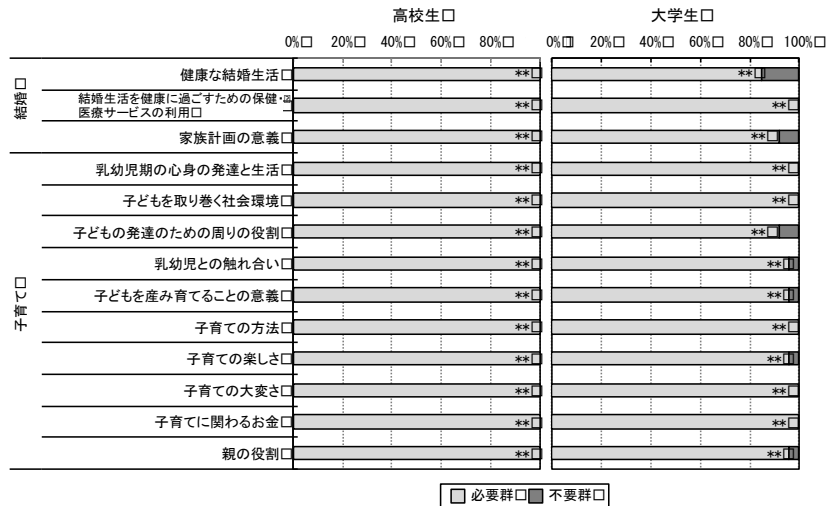 高校生 大学生
0% 20% 40% 60% 80% 0% 20% 40% 60% 80% 100%
結婚
健康な結婚生活 ** **
結婚生活を健康に過ごすための保健・
医療サービスの利用 ** **
家族計画の意義 ** **
子育て
乳幼児期の心身の発達と生活 ** **
子どもを取り巻く社会環境 ** **
子どもの発達のための周りの役割 ** **
乳幼児との触れ合い ** **
子どもを産み育てることの意義 ** **
子育ての方法 ** **
子育ての楽しさ ** **
子育ての大変さ ** **
子育てに関わるお金 ** **
親の役割 ** **
必要群 不要群